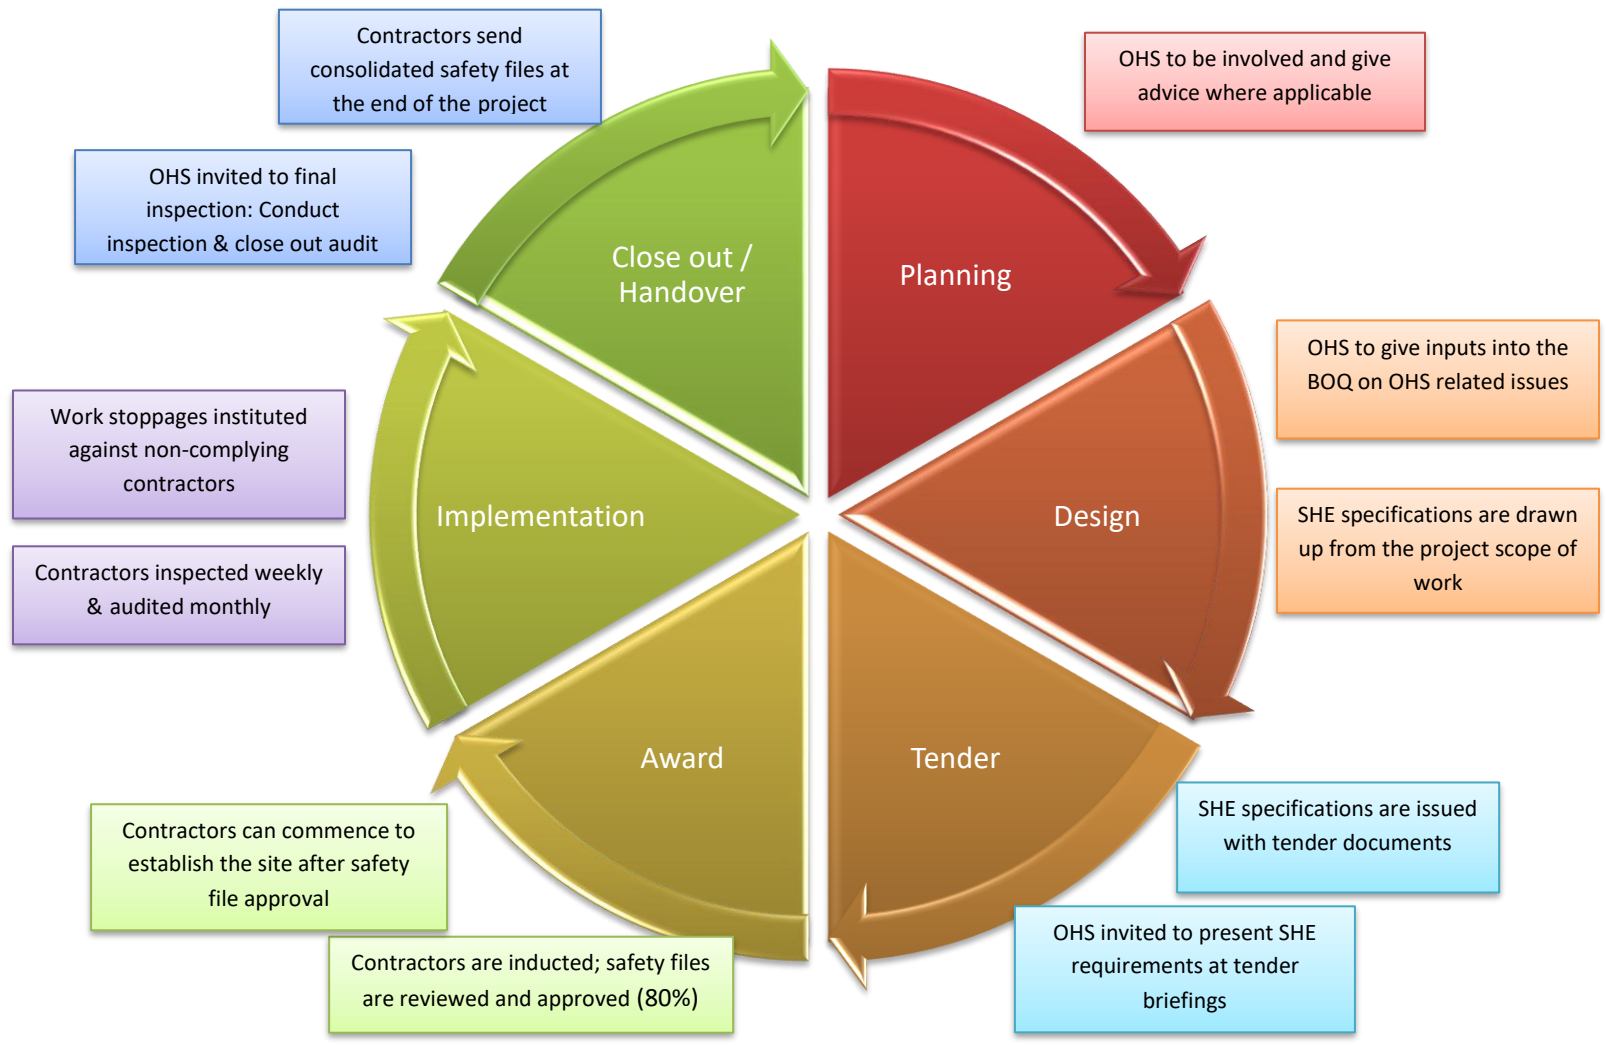 Contractors send
consolidated safety files at
the end of the project
OHS to be involved and give
advice where applicable
OHS invited to final
inspection: Conduct
inspection & close out audit
Close out /
Handover
Planning
OHS to give inputs into the
BOQ on OHS related issues
Work stoppages instituted
against non-complying
contractors
Implementation
Design
SHE specifications are drawn
up from the project scope of
work
Contractors inspected weekly
& audited monthly
Award
Tender
Contractors can commence to
establish the site after safety
file approval
SHE specifications are issued
with tender documents
Contractors are inducted; safety files
are reviewed and approved (80%)
OHS invited to present SHE
requirements at tender
briefings